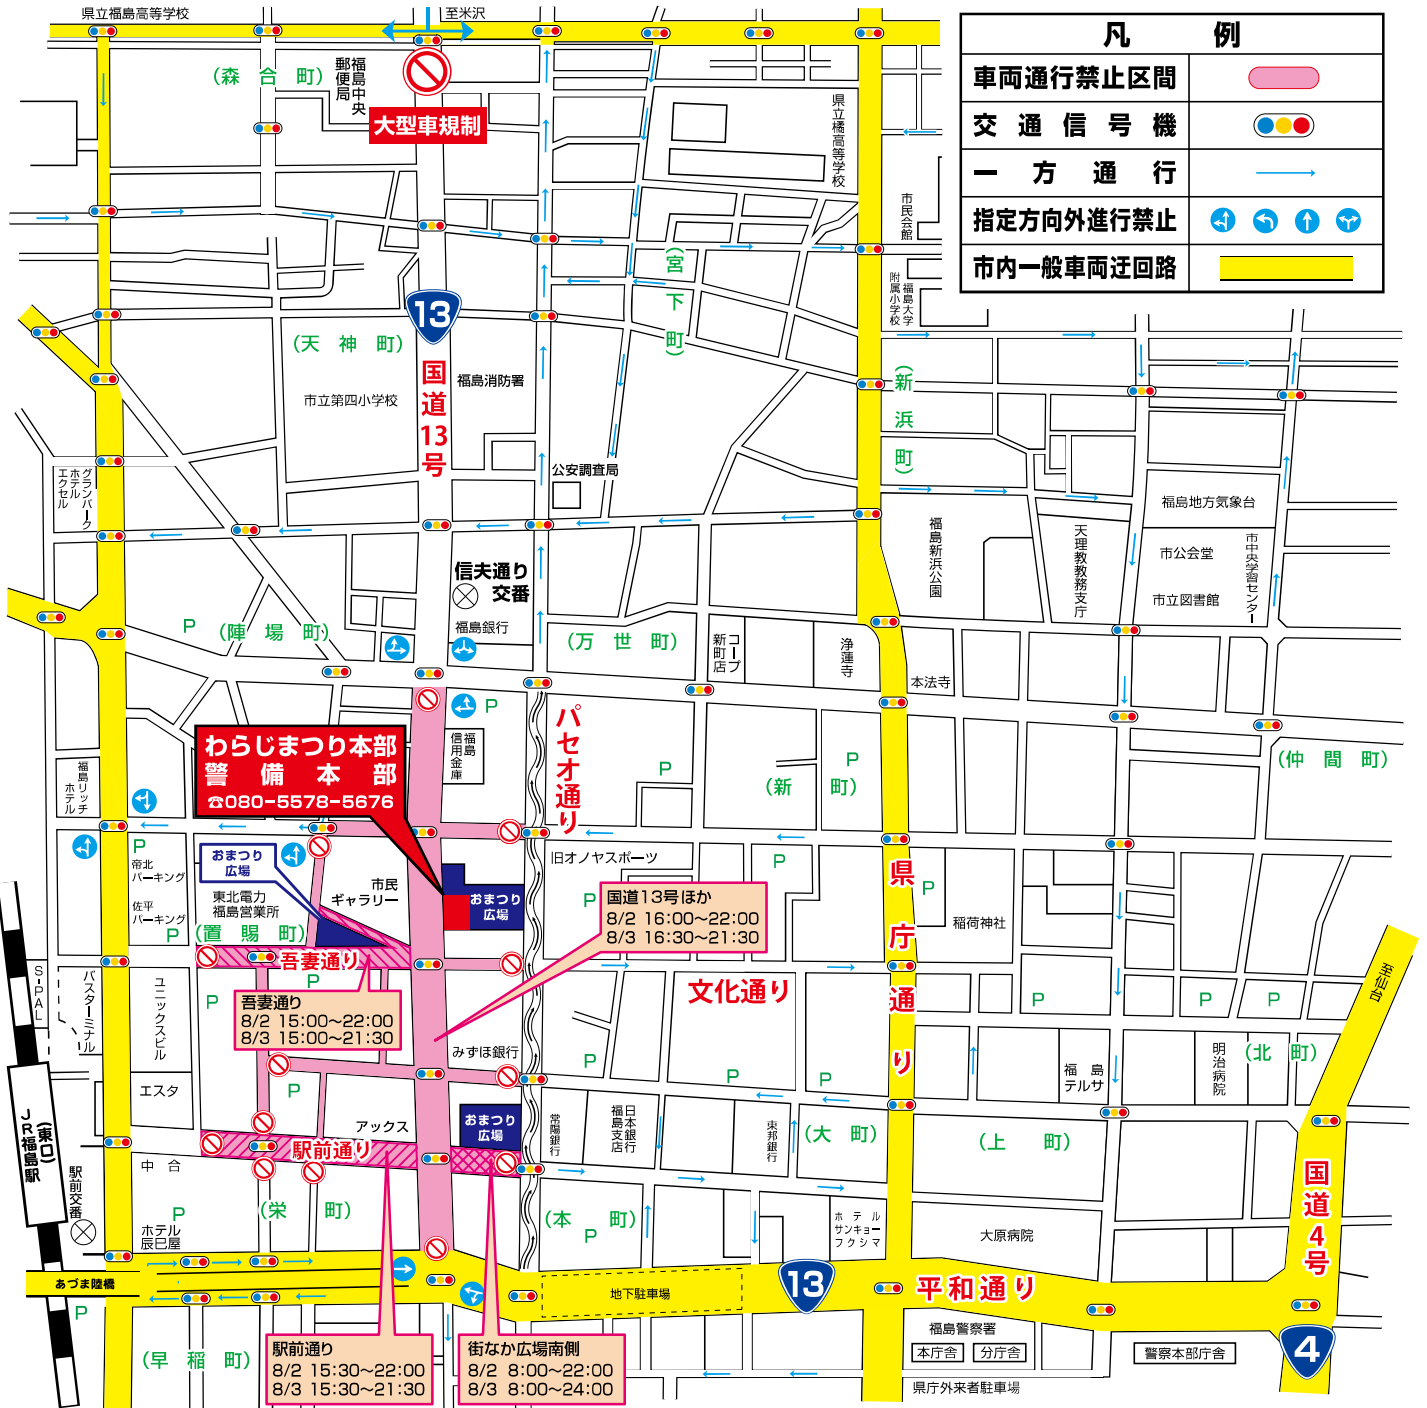 県立福島高等学校
至米沢
(森合町)
福島中央
郵便局
大型車規制
県立橘高等学校
凡例
車両通行禁止区間
交通信号機
一方通行
指定方向外進行禁止
市内一般車両迂回路
市民会館
福島大学
附属小学校
(宮下町)
13
国道13号
(天神町)
福島消防署
市立第四小学校
(新浜町)
公安調査局
グランパーク
ホテル
エクセル
福島地方気象台
福島新浜公園
天理教教務支庁
市公会堂
市中央学習センター
市立図書館
信夫通り
交番
福島銀行
P
(陣場町)
(万世町)
コープ
新町店
浄蓮寺
本法寺
P
パセオ通り
わらじまつり本部
警備本部
☎080-5578-5676
福島
信用金庫
P
(新町)
P
(仲間町)
福島リッチ
ホテル
P
帝北
パーキング
佐平
パーキング
P
おまつり
広場
東北電力
福島営業所
市民
ギャラリー
(置賜町)
旧オノヤスポーツ
P
P
おまつり
広場
国道13号ほか
8/2 16:00～22:00
8/3 16:30～21:30
県庁通り
P
稲荷神社
至仙台
吾妻通り
P
P
吾妻通り
8/2 15:00～22:00
8/3 15:00～21:30
文化通り
P
P
P
S-PAL
バスターミナル
ユニックスビル
みずほ銀行
P
P
P
福島
テルサ
明治病院
(北町)
エスタ
P
アックス
おまつり
広場
常陽銀行
日本銀行
福島支店
東邦銀行
(大町)
(上町)
JR福島駅
(東口)
駅前交番
中合
駅前通り
P
ホテル
辰巳屋
(栄町)
(本町)
P
ホテル
サンキョー
フクシマ
大原病院
国道4号
あづま陸橋
P
地下駐車場
13
平和通り
(早稲町)
駅前通り
8/2 15:30～22:00
8/3 15:30～21:30
街なか広場南側
8/2 8:00～22:00
8/3 8:00～24:00
福島警察署
本庁舎
分庁舎
警察本部庁舎
4
県庁外来者駐車場